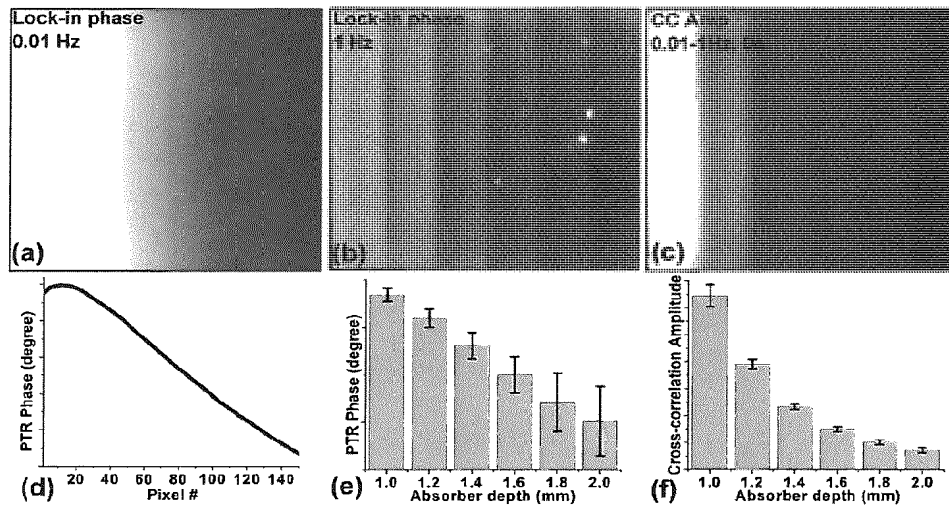 Lock-in phase
0.01 Hz
(a)
Lock-in phase
1 Hz
(b)
CC
0.01-1Hz
(c)
PTR Phase (degree)
20 40 60 80 100 120 140
Pixel #
(d)
PTR Phase (degree)
1.0 1.2 1.4 1.6 1.8 2.0
Absorber depth (mm)
(e)
Cross-correlation Amplitude
1.0 1.2 1.4 1.6 1.8 2.0
Absorber depth (mm)
(f)